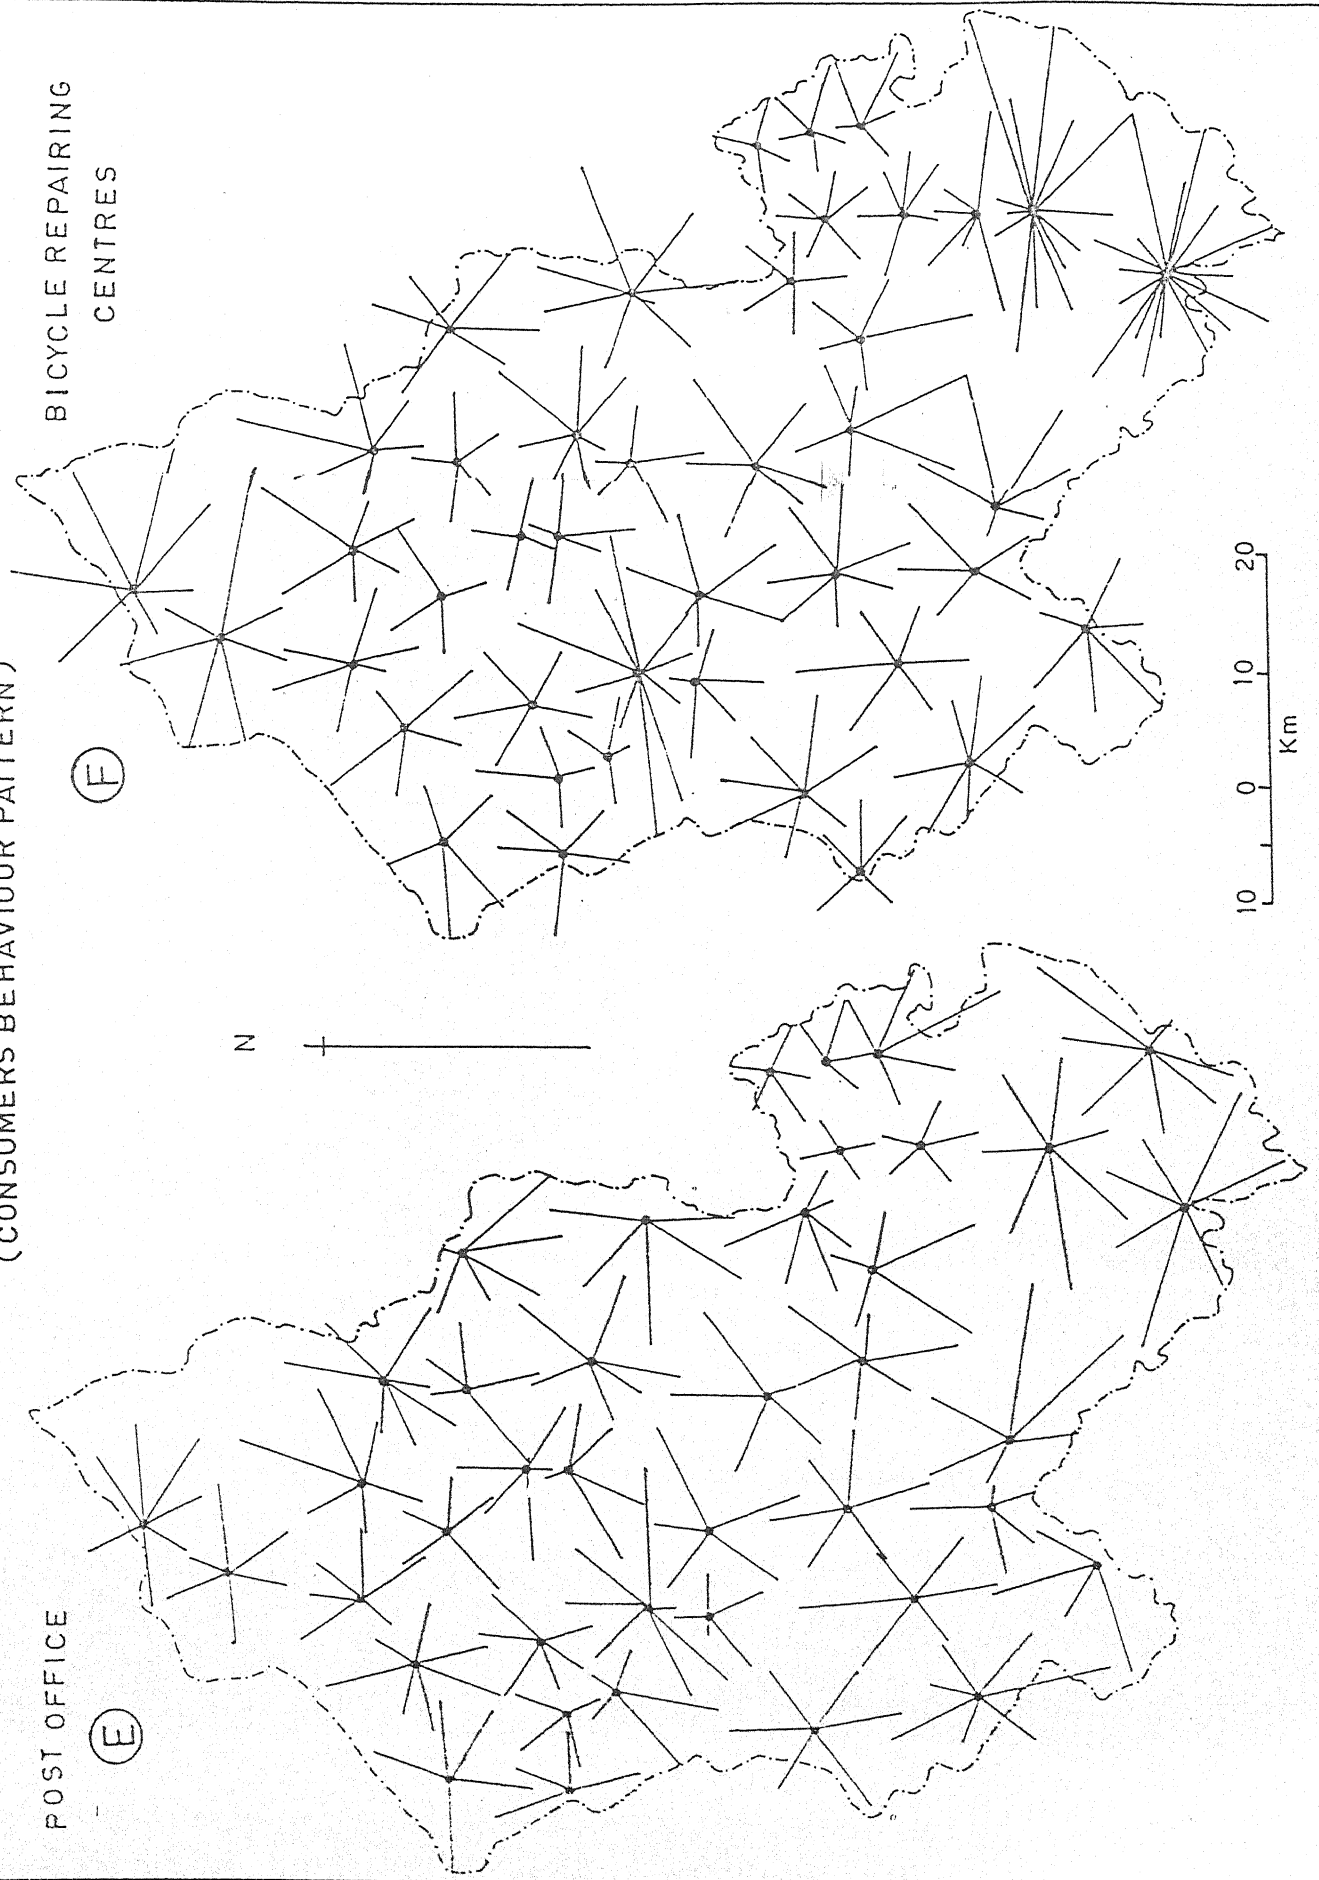 (CONSUMERS BEHAVIOUR PATTERN)
POST OFFICE
E
N
BICYCLE REPAIRING
CENTRES
F
10 0 10 20
Km